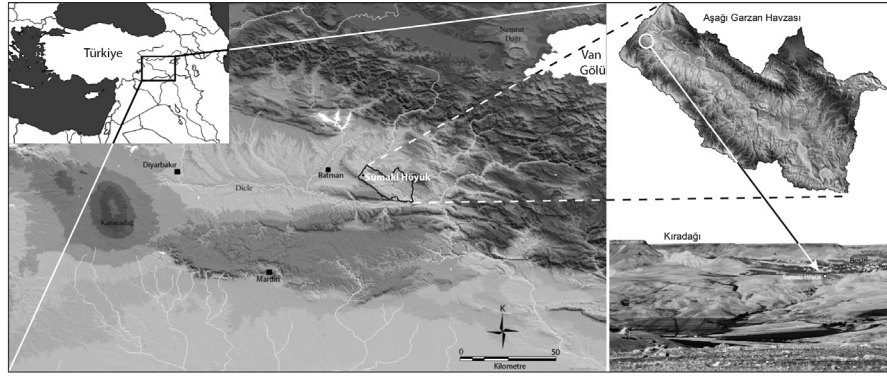 Türkiye
Nemrut
Dağı
Van
Gölü
Diyarbakır
Batman
Sumaki Höyük
Dicle
Karacadağ
Mardin
K
0
50
Kilometre
Aşağı Garzan Havzası
Kıradağı
Sumaki Höyük